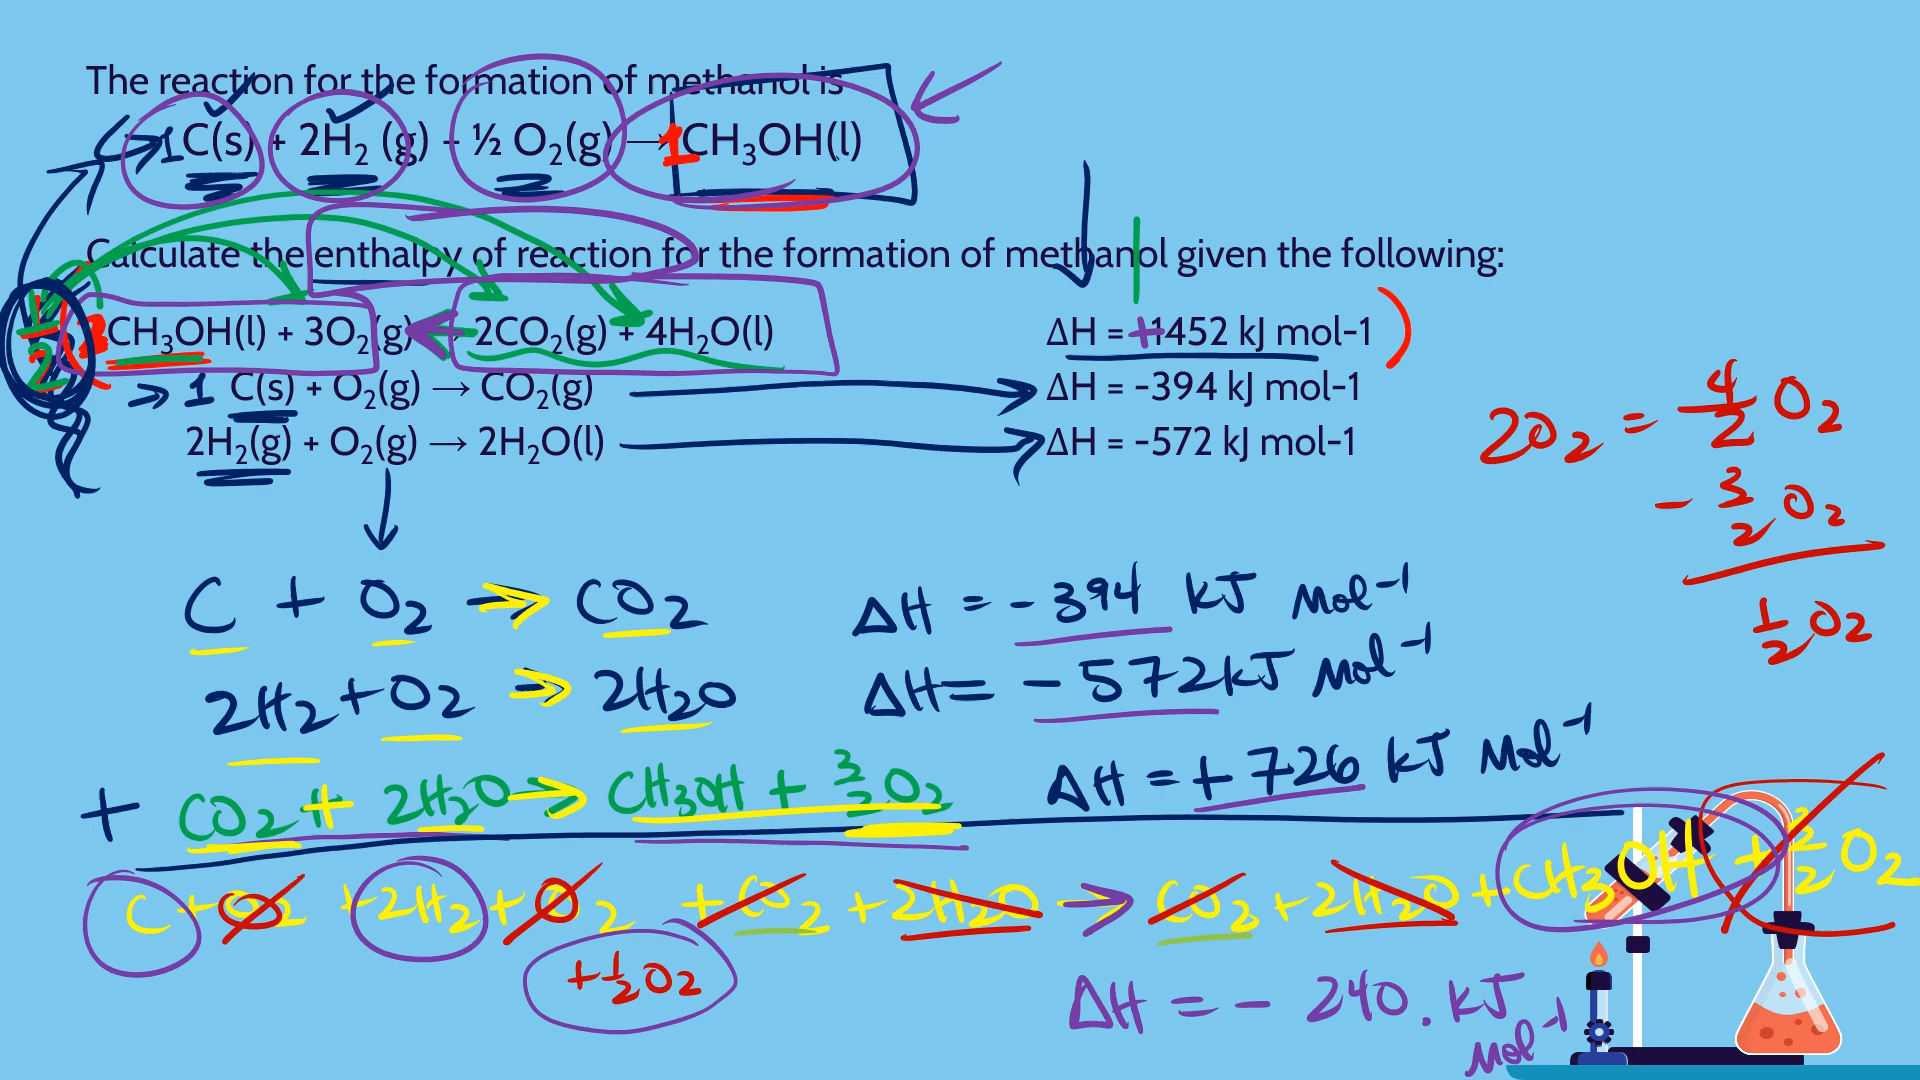 The reaction for the formation of methanol is
1 C(s) + 2H₂ (g) + ½ O₂(g) → 1 CH₃OH(l)
Calculate the enthalpy of reaction for the formation of methanol given the following:
½ 2CH₃OH(l) + 3O₂(g) ← 2CO₂(g) + 4H₂O(l) ΔH = +1452 kJ mol-1
1 C(s) + O₂(g) → CO₂(g) ΔH = -394 kJ mol-1
2H₂(g) + O₂(g) → 2H₂O(l) ΔH = -572 kJ mol-1
2O₂ = 4/2 O₂
- 3/2 O₂
1/2 O₂
C + O₂ → CO₂ ΔH = -394 kJ mol⁻¹
2H₂ + O₂ → 2H₂O ΔH = -572 kJ mol⁻¹
+ CO₂ + 2H₂O → CH₃OH + 3/2 O₂ ΔH = +726 kJ mol⁻¹
C + O₂ + 2H₂ + O₂ + CO₂ + 2H₂O → CO₂ + 2H₂O + CH₃OH + 3/2 O₂
+ 1/2 O₂
ΔH = - 240. kJ mol⁻¹